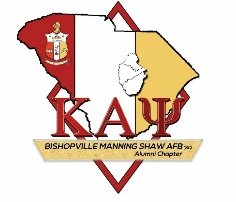 ΚΑΨ
BISHOPVILLE MANNING SHAW AFB
Alumni Chapter